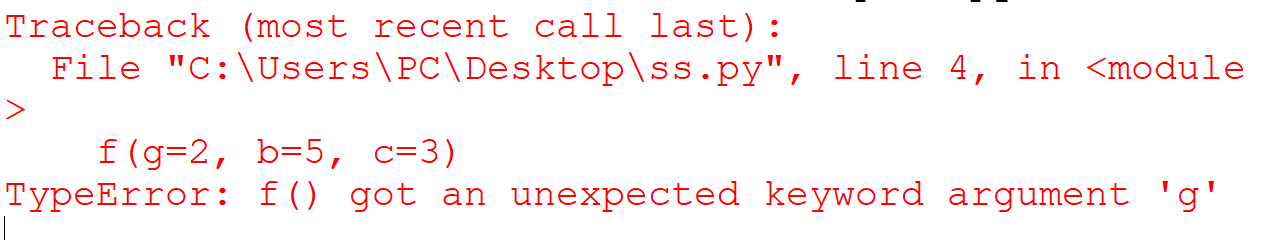 Traceback (most recent call last):
  File "C:\Users\PC\Desktop\ss.py", line 4, in <module
>
    f(g=2, b=5, c=3)
TypeError: f() got an unexpected keyword argument 'g'